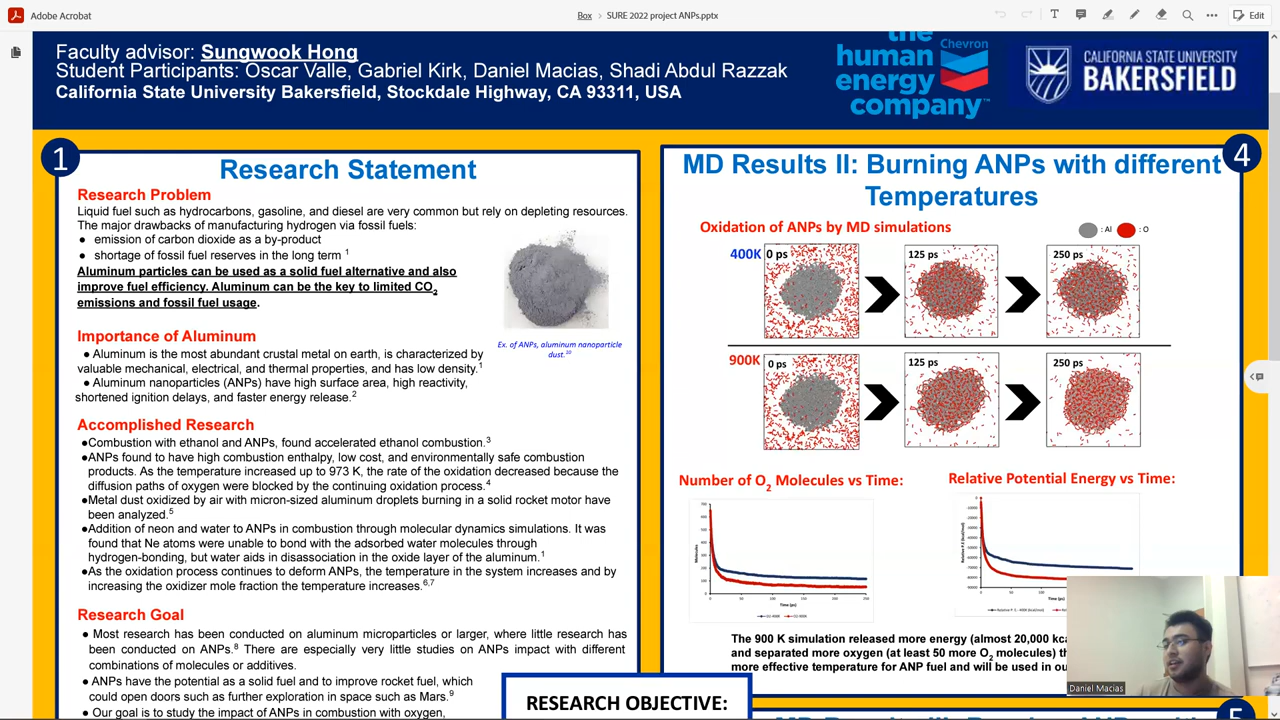 Adobe Acrobat
Box > SURE 2022 project ANPs.pptx
Edit
Faculty advisor: Sungwook Hong
Student Participants: Oscar Valle, Gabriel Kirk, Daniel Macias, Shadi Abdul Razzak
California State University Bakersfield, Stockdale Highway, CA 93311, USA
the
human
energy
company™
Chevron
CALIFORNIA STATE UNIVERSITY
BAKERSFIELD
1
Research Statement
Research Problem
Liquid fuel such as hydrocarbons, gasoline, and diesel are very common but rely on depleting resources.
The major drawbacks of manufacturing hydrogen via fossil fuels:
● emission of carbon dioxide as a by-product
● shortage of fossil fuel reserves in the long term 1
Aluminum particles can be used as a solid fuel alternative and also
improve fuel efficiency. Aluminum can be the key to limited CO2
emissions and fossil fuel usage.
Ex. of ANPs, aluminum nanoparticle
dust.10
Importance of Aluminum
● Aluminum is the most abundant crustal metal on earth, is characterized by
valuable mechanical, electrical, and thermal properties, and has low density.1
● Aluminum nanoparticles (ANPs) have high surface area, high reactivity,
shortened ignition delays, and faster energy release.2
Accomplished Research
●Combustion with ethanol and ANPs, found accelerated ethanol combustion.3
●ANPs found to have high combustion enthalpy, low cost, and environmentally safe combustion
products. As the temperature increased up to 973 K, the rate of the oxidation decreased because the
diffusion paths of oxygen were blocked by the continuing oxidation process.4
●Metal dust oxidized by air with micron-sized aluminum droplets burning in a solid rocket motor have
been analyzed.5
●Addition of neon and water to ANPs in combustion through molecular dynamics simulations. It was
found that Ne atoms were unable to bond with the adsorbed water molecules through
hydrogen-bonding, but water aids in disassociation in the oxide layer of the aluminum.1
●As the oxidation process continues to deform ANPs, the temperature in the system increases and by
increasing the oxidizer mole fraction the temperature increases.6,7
Research Goal
● Most research has been conducted on aluminum microparticles or larger, where little research has
been conducted on ANPs.8 There are especially very little studies on ANPs impact with different
combinations of molecules or additives.
● ANPs have the potential as a solid fuel and to improve rocket fuel, which
could open doors such as further exploration in space such as Mars.9
● Our goal is to study the impact of ANPs in combustion with oxygen,
RESEARCH OBJECTIVE:
4
MD Results II: Burning ANPs with different
Temperatures
Oxidation of ANPs by MD simulations
: Al : O
400K 0 ps 125 ps 250 ps
900K 0 ps 125 ps 250 ps
Number of O2 Molecules vs Time:
Relative Potential Energy vs Time:
Molecules
Time (ps)
0 50 100 150 200 250
Time (ps)
The 900 K simulation released more energy (almost 20,000 kca
and separated more oxygen (at least 50 more O2 molecules) th
more effective temperature for ANP fuel and will be used in ou
Daniel Macias
5